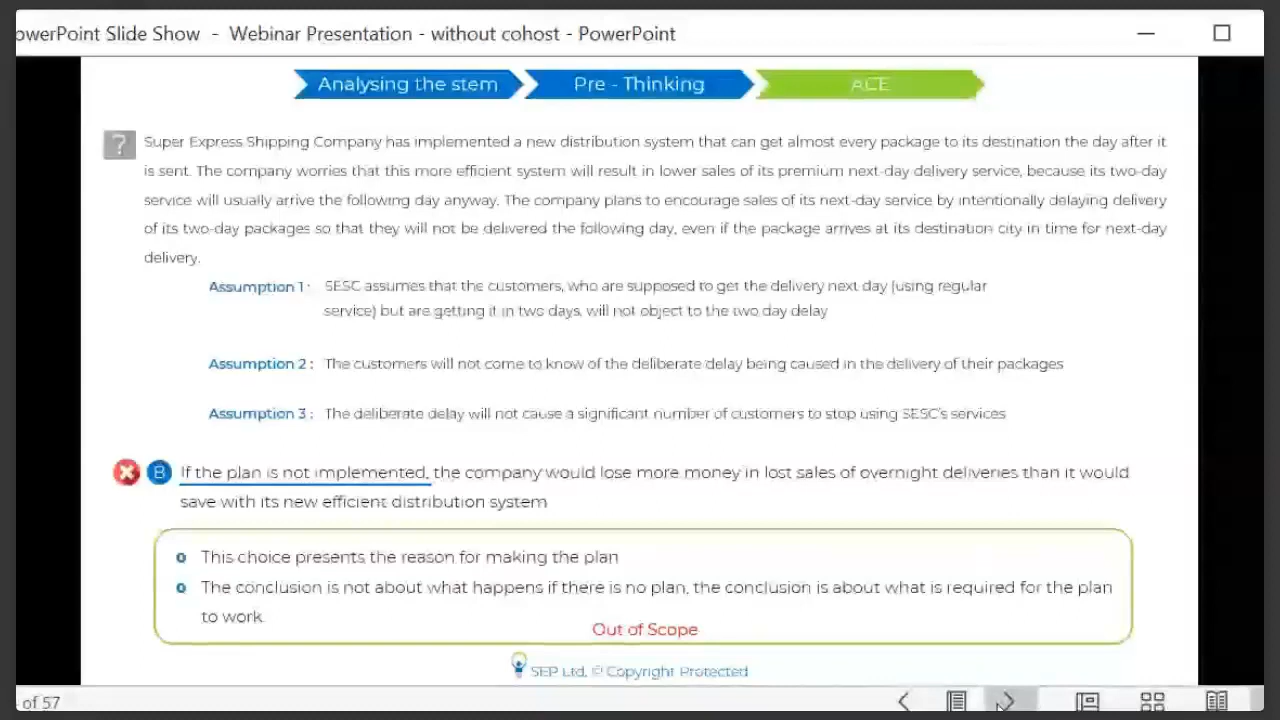 owerPoint Slide Show - Webinar Presentation - without cohost - PowerPoint
Analysing the stem
Pre - Thinking
ACE
?
Super Express Shipping Company has implemented a new distribution system that can get almost every package to its destination the day after it
is sent. The company worries that this more efficient system will result in lower sales of its premium next-day delivery service, because its two-day
service will usually arrive the following day anyway. The company plans to encourage sales of its next-day service by intentionally delaying delivery
of its two-day packages so that they will not be delivered the following day, even if the package arrives at its destination city in time for next-day
delivery.
Assumption 1 : SESC assumes that the customers, who are supposed to get the delivery next day (using regular
service) but are getting it in two days, will not object to the two day delay
Assumption 2 : The customers will not come to know of the deliberate delay being caused in the delivery of their packages
Assumption 3 : The deliberate delay will not cause a significant number of customers to stop using SESC's services
B If the plan is not implemented, the company would lose more money in lost sales of overnight deliveries than it would
save with its new efficient distribution system
This choice presents the reason for making the plan
The conclusion is not about what happens if there is no plan, the conclusion is about what is required for the plan
to work.
Out of Scope
SEP Ltd. © Copyright Protected
of 57